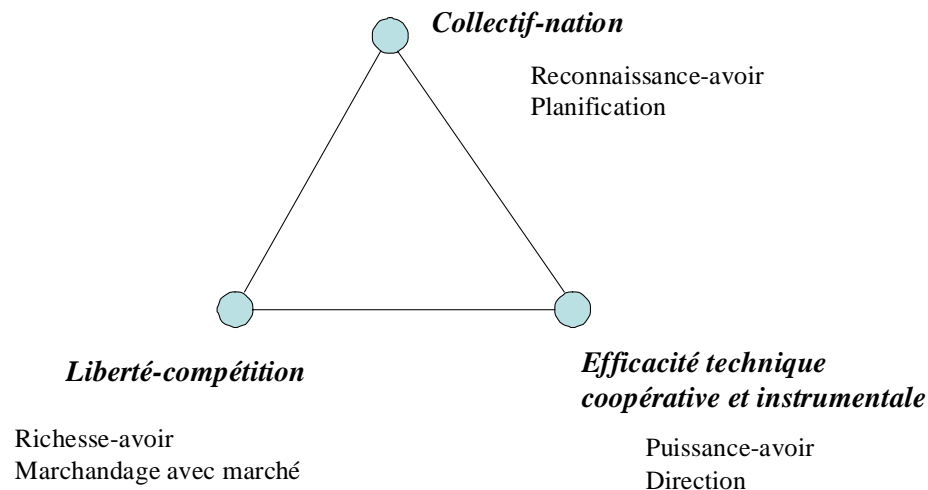 Collectif-nation
Reconnaissance-avoir
Planification
Liberté-compétition
Richesse-avoir
Marchandage avec marché
Efficacité technique
coopérative et instrumentale
Puissance-avoir
Direction